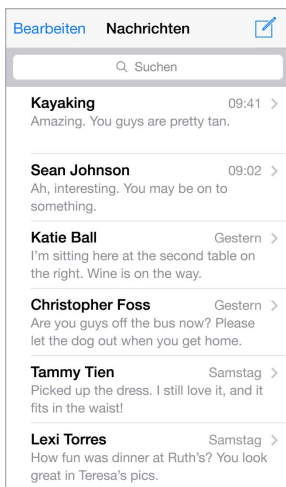 Bearbeiten Nachrichten
Suchen
Kayaking 09:41
Amazing. You guys are pretty tan.
Sean Johnson 09:02
Ah, interesting. You may be on to
something.
Katie Ball Gestern
I'm sitting here at the second table on
the right. Wine is on the way.
Christopher Foss Gestern
Are you guys off the bus now? Please
let the dog out when you get home.
Tammy Tien Samstag
Picked up the dress. I still love it, and it
fits in the waist!
Lexi Torres Samstag
How fun was dinner at Ruth's? You look
great in Teresa's pics.